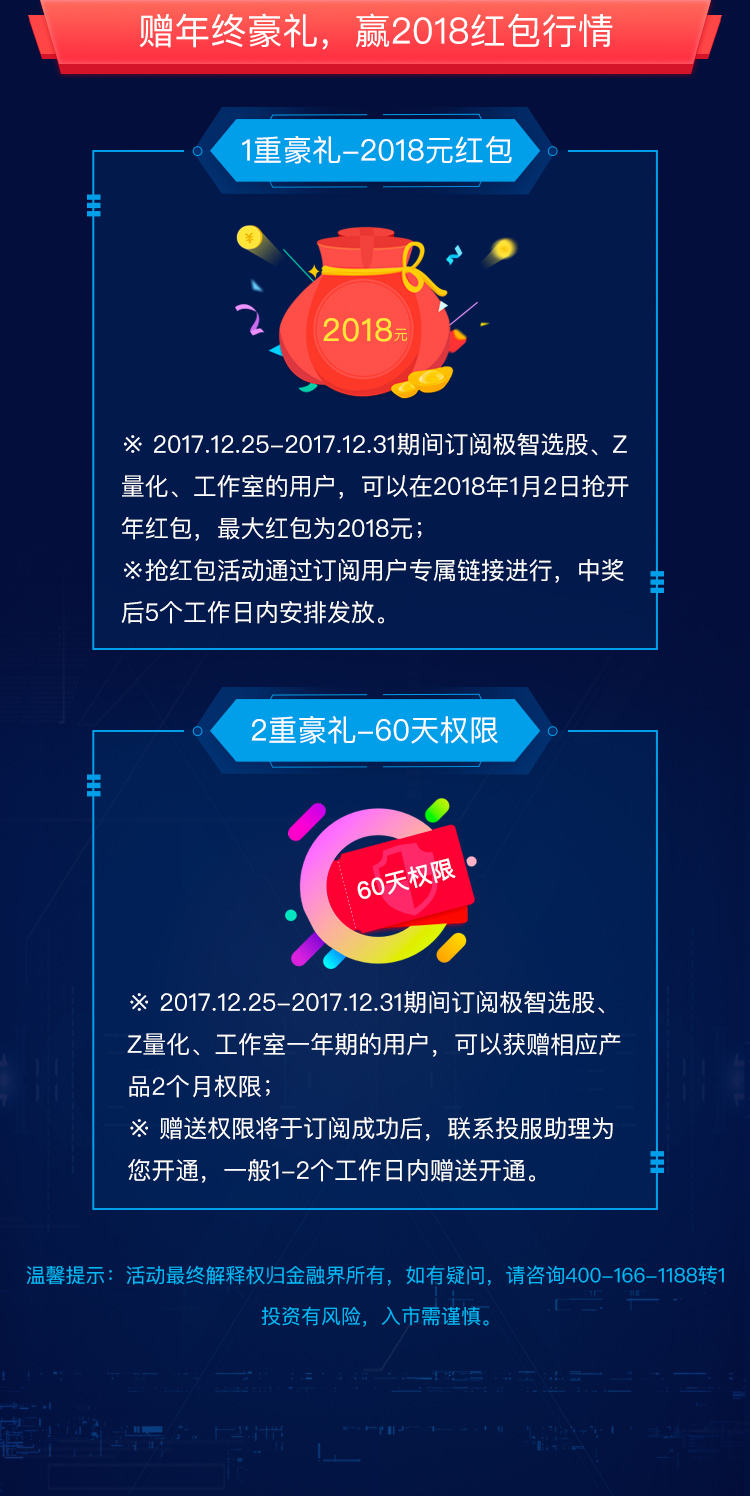 赠年终豪礼，赢2018红包行情
1重豪礼-2018元红包
¥
2018元
※ 2017.12.25-2017.12.31期间订阅极智选股、Z
量化、工作室的用户，可以在2018年1月2日抢开
年红包，最大红包为2018元；
※抢红包活动通过订阅用户专属链接进行，中奖
后5个工作日内安排发放。
2重豪礼-60天权限
60天权限
※ 2017.12.25-2017.12.31期间订阅极智选股、
Z量化、工作室一年期的用户，可以获赠相应产
品2个月权限；
※ 赠送权限将于订阅成功后，联系投服助理为
您开通，一般1-2个工作日内赠送开通。
温馨提示：活动最终解释权归金融界所有，如有疑问，请咨询400-166-1188转1
投资有风险，入市需谨慎。